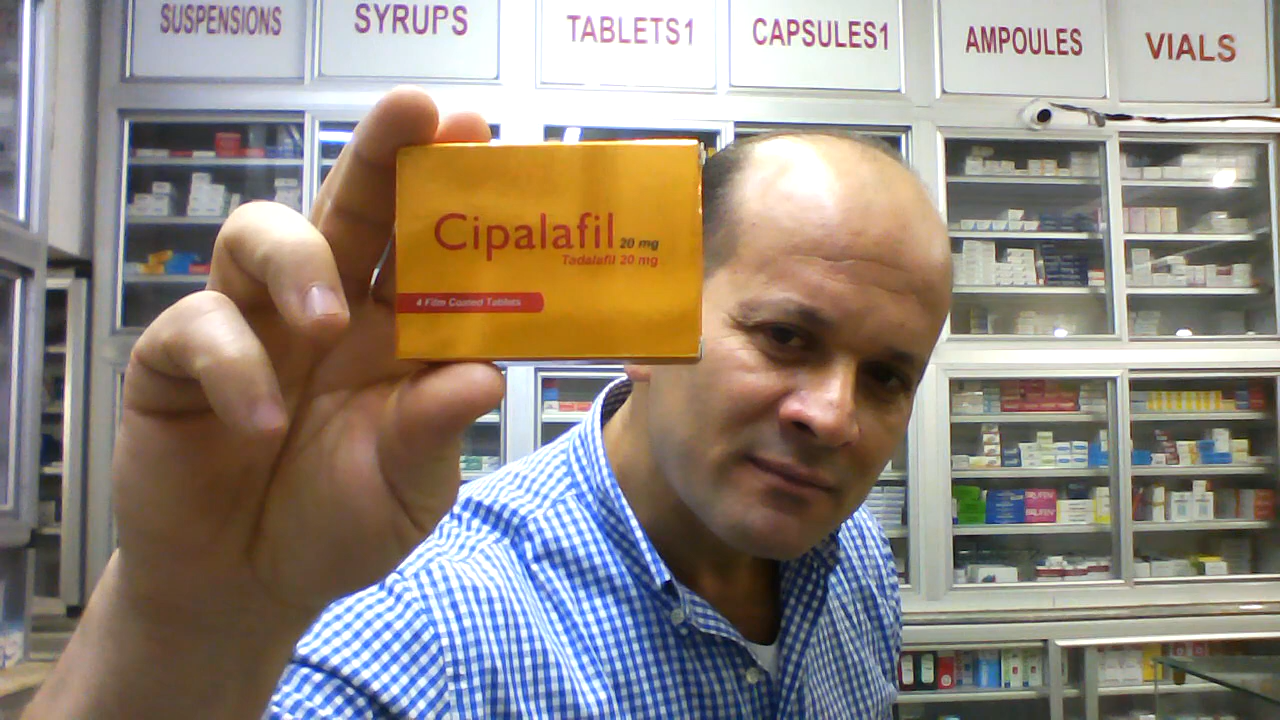 SUSPENSIONS
SYRUPS
TABLETS1
CAPSULES1
AMPOULES
VIALS
Cipalafil 20 mg
Tadalafil 20 mg
4 Film Coated Tablets